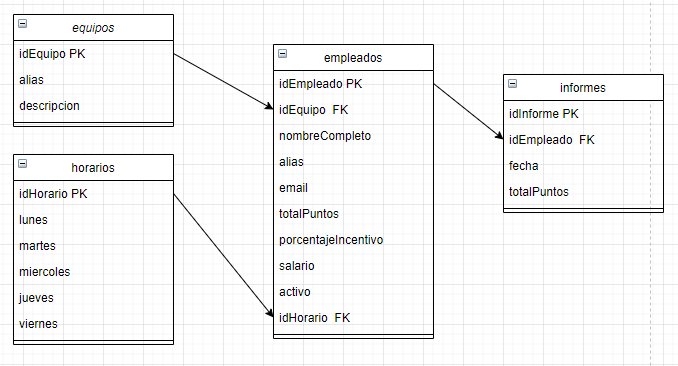 equipos
idEquipo PK
alias
descripcion
horarios
idHorario PK
lunes
martes
miercoles
jueves
viernes
empleados
idEmpleado PK
idEquipo  FK
nombreCompleto
alias
email
totalPuntos
porcentajeIncentivo
salario
activo
idHorario  FK
informes
idInforme PK
idEmpleado  FK
fecha
totalPuntos